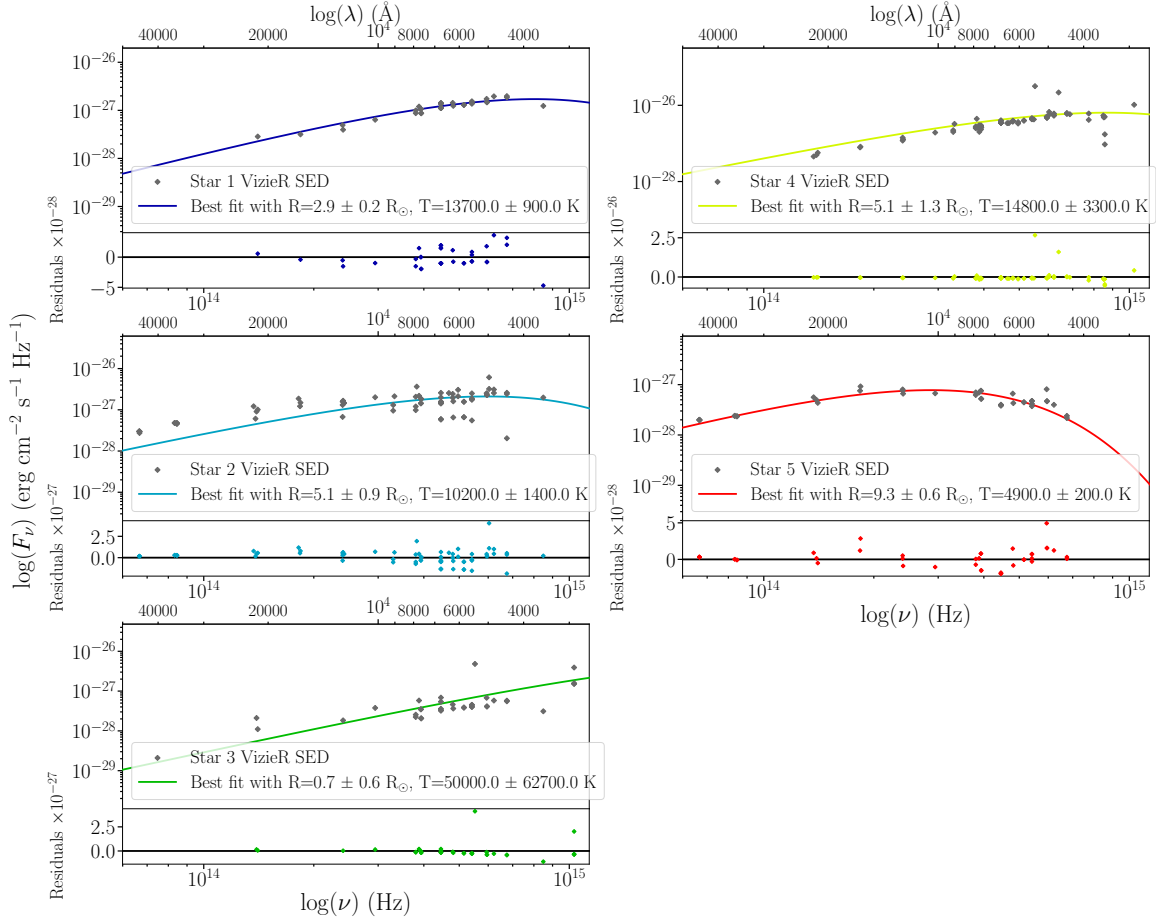 log(λ) (Å)
40000 20000 10⁴ 8000 6000 4000
10⁻²⁶
10⁻²⁷
10⁻²⁸
10⁻²⁹
Star 1 VizieR SED
Best fit with R=2.9 ± 0.2 R☉, T=13700.0 ± 900.0 K
Residuals ×10⁻²⁸
0
−5
10¹⁴ 10¹⁵
log(λ) (Å)
40000 20000 10⁴ 8000 6000 4000
10⁻²⁶
10⁻²⁸
Star 4 VizieR SED
Best fit with R=5.1 ± 1.3 R☉, T=14800.0 ± 3300.0 K
Residuals ×10⁻²⁶
2.5
0.0
10¹⁴ 10¹⁵
log(Fν) (erg cm⁻² s⁻¹ Hz⁻¹)
40000 20000 10⁴ 8000 6000 4000
10⁻²⁶
10⁻²⁷
10⁻²⁸
10⁻²⁹
Star 2 VizieR SED
Best fit with R=5.1 ± 0.9 R☉, T=10200.0 ± 1400.0 K
Residuals ×10⁻²⁷
2.5
0.0
10¹⁴ 10¹⁵
40000 20000 10⁴ 8000 6000 4000
10⁻²⁷
10⁻²⁸
10⁻²⁹
Star 5 VizieR SED
Best fit with R=9.3 ± 0.6 R☉, T=4900.0 ± 200.0 K
Residuals ×10⁻²⁸
5
0
10¹⁴ 10¹⁵
log(ν) (Hz)
40000 20000 10⁴ 8000 6000 4000
10⁻²⁶
10⁻²⁷
10⁻²⁸
10⁻²⁹
Star 3 VizieR SED
Best fit with R=0.7 ± 0.6 R☉, T=50000.0 ± 62700.0 K
Residuals ×10⁻²⁷
2.5
0.0
10¹⁴ 10¹⁵
log(ν) (Hz)